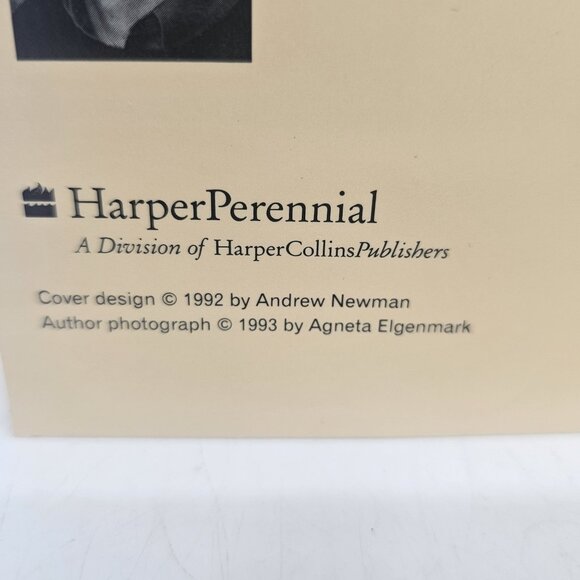 HarperPerennial
A Division of HarperCollinsPublishers
Cover design © 1992 by Andrew Newman
Author photograph © 1993 by Agneta Elgenmark